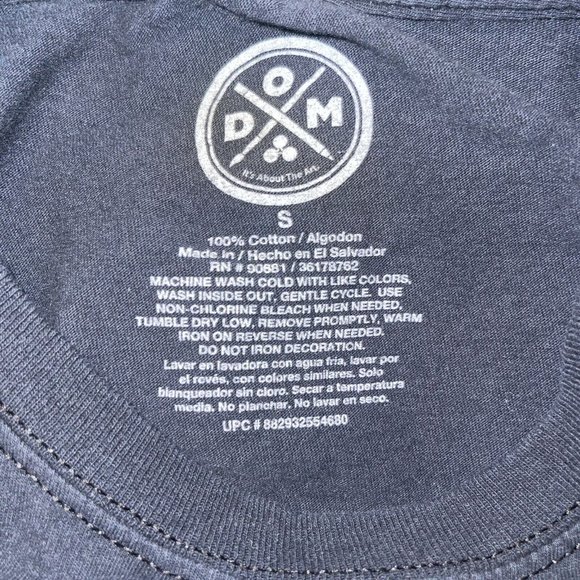 O
D M
It's About The Art.
S
100% Cotton / Algodon
Made in / Hecho en El Salvador
RN # 90681 / 36178762
MACHINE WASH COLD WITH LIKE COLORS,
WASH INSIDE OUT, GENTLE CYCLE. USE
NON-CHLORINE BLEACH WHEN NEEDED,
TUMBLE DRY LOW, REMOVE PROMPTLY, WARM
IRON ON REVERSE WHEN NEEDED.
DO NOT IRON DECORATION.
Lavar en lavadora con agua fría, lavar por
el revés, con colores similares. Solo
blanqueador sin cloro. Secar a temperatura
media. No planchar. No lavar en seco.
UPC # 882932554680